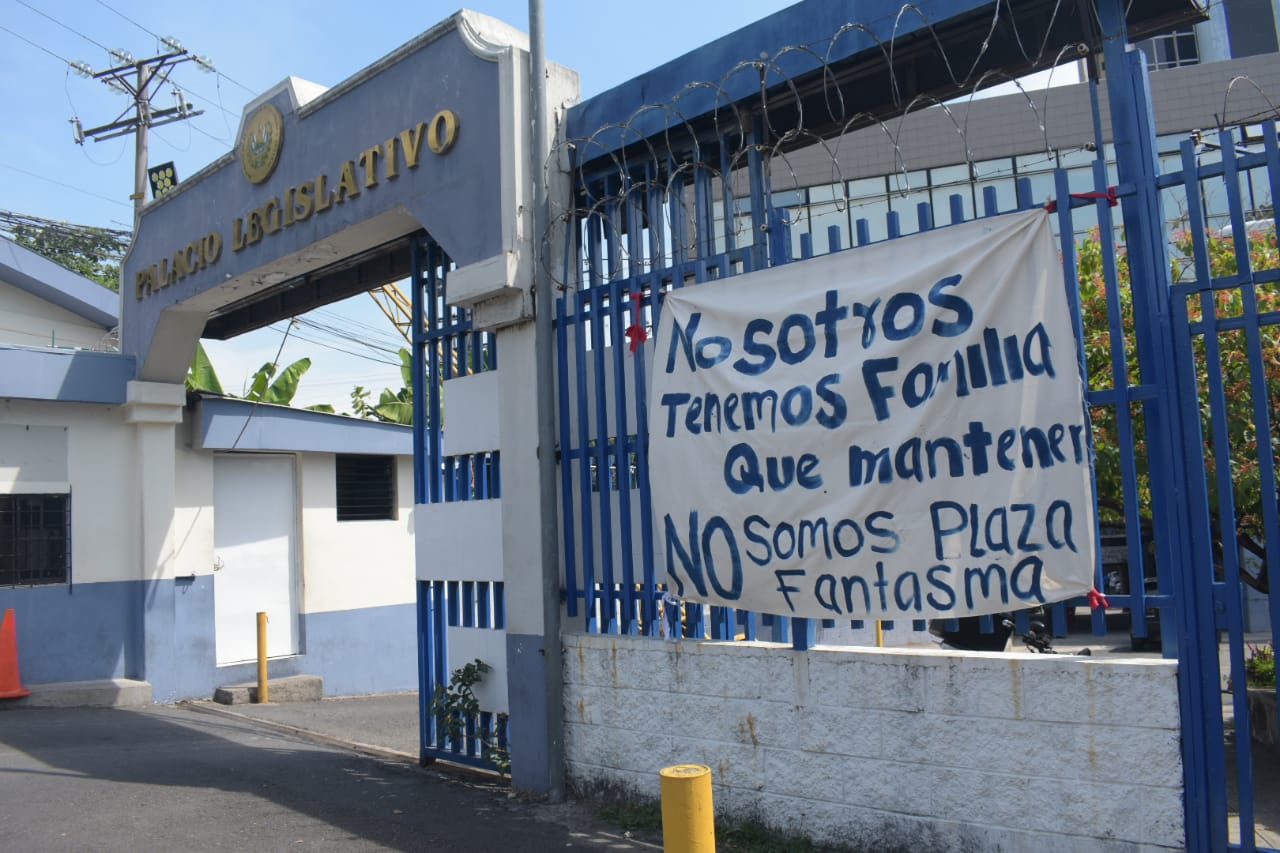 PALACIO LEGISLATIVO
Nosotros
Tenemos Familia
Que mantener
NO somos Plaza
Fantasma